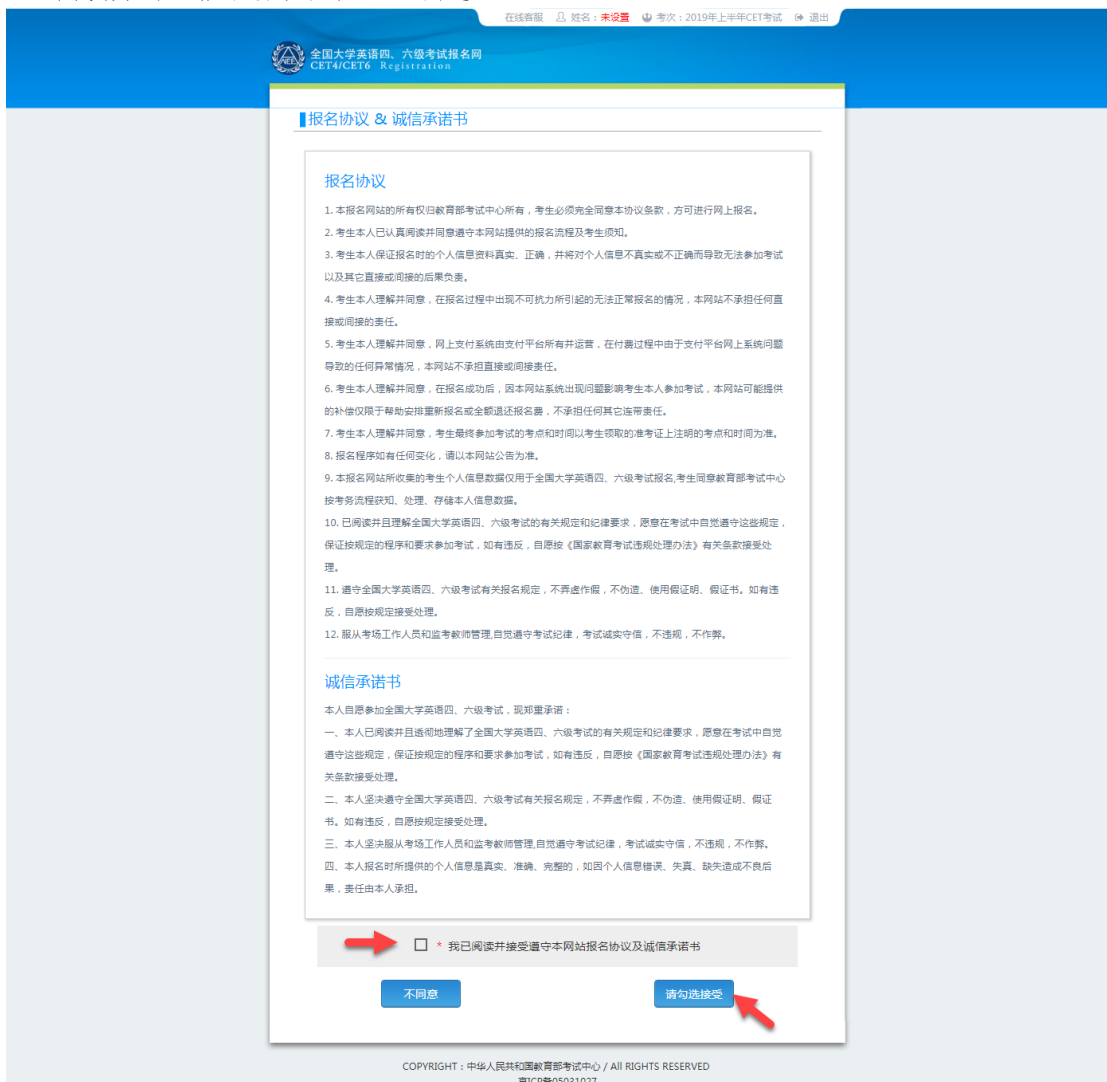 在线客服 姓名：未设置 考次：2019年上半年CET考试 退出
全国大学英语四、六级考试报名网
CET4/CET6 Registration
报名协议 & 诚信承诺书
报名协议
1. 本报名网站的所有权归教育部考试中心所有，考生必须完全同意本协议条款，方可进行网上报名。
2. 考生本人已认真阅读并同意遵守本网站提供的报名流程及考生须知。
3. 考生本人保证报名时的个人信息资料真实、正确，并将对个人信息不真实或不正确而导致无法参加考试
以及其它直接或间接的后果负责。
4. 考生本人理解并同意，在报名过程中出现不可抗力所引起的无法正常报名的情况，本网站不承担任何直
接或间接的责任。
5. 考生本人理解并同意，网上支付系统由支付平台所有并运营，在付费过程中由于支付平台网上系统问题
导致的任何异常情况，本网站不承担直接或间接责任。
6. 考生本人理解并同意，在报名成功后，因本网站系统出现问题影响考生本人参加考试，本网站可能提供
的补偿仅限于帮助安排重新报名或全额退还报名费，不承担任何其它连带责任。
7. 考生本人理解并同意，考生最终参加考试的考点和时间以考生领取的准考证上注明的考点和时间为准。
8. 报名程序如有任何变化，请以本网站公告为准。
9. 本报名网站所收集的考生个人信息数据仅用于全国大学英语四、六级考试报名,考生同意教育部考试中心
按考务流程获知、处理、存储本人信息数据。
10. 已阅读并且理解全国大学英语四、六级考试的有关规定和纪律要求，愿意在考试中自觉遵守这些规定，
保证按规定的程序和要求参加考试，如有违反，自愿按《国家教育考试违规处理办法》有关条款接受处
理。
11. 遵守全国大学英语四、六级考试有关报名规定，不弄虚作假，不伪造、使用假证明、假证书。如有违
反，自愿按规定接受处理。
12. 服从考场工作人员和监考教师管理,自觉遵守考试纪律，考试诚实守信，不违规，不作弊。
诚信承诺书
本人自愿参加全国大学英语四、六级考试，现郑重承诺：
一、本人已阅读并且透彻地理解了全国大学英语四、六级考试的有关规定和纪律要求，愿意在考试中自觉
遵守这些规定，保证按规定的程序和要求参加考试，如有违反，自愿按《国家教育考试违规处理办法》有
关条款接受处理。
二、本人坚决遵守全国大学英语四、六级考试有关报名规定，不弄虚作假，不伪造、使用假证明、假证
书。如有违反，自愿按规定接受处理。
三、本人坚决服从考场工作人员和监考教师管理,自觉遵守考试纪律，考试诚实守信，不违规，不作弊。
四、本人报名时所提供的个人信息是真实、准确、完整的，如因个人信息错误、失真、缺失造成不良后
果，责任由本人承担。
* 我已阅读并接受遵守本网站报名协议及诚信承诺书
不同意 请勾选接受
COPYRIGHT：中华人民共和国教育部考试中心 / All RIGHTS RESERVED
京ICP备05031027